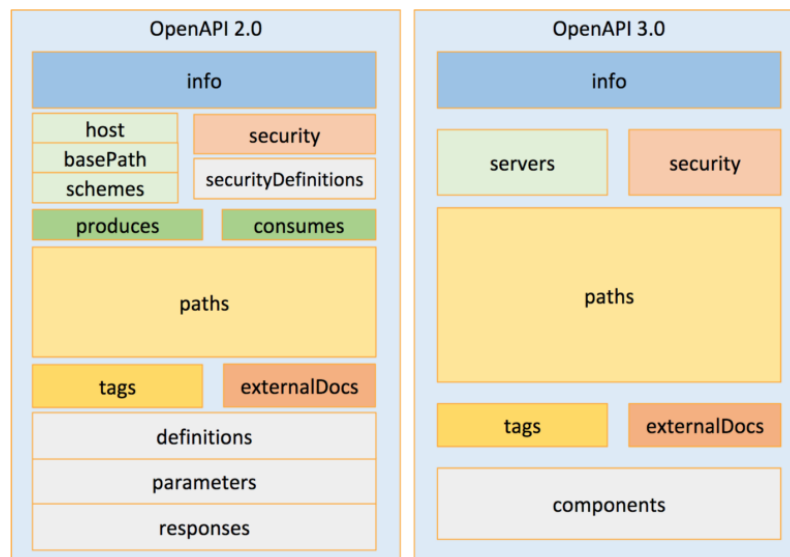 OpenAPI 2.0
info
host
basePath
schemes
security
securityDefinitions
produces
consumes
paths
tags
externalDocs
definitions
parameters
responses
OpenAPI 3.0
info
servers
security
paths
tags
externalDocs
components